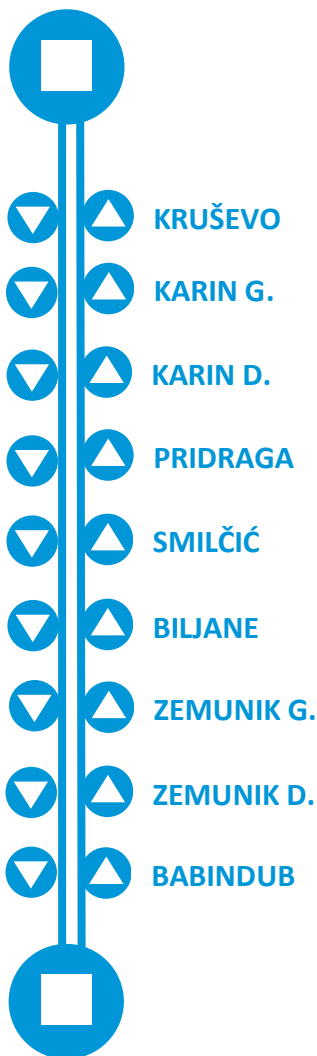 KRUŠEVO
KARIN G.
KARIN D.
PRIDRAGA
SMILČIĆ
BILJANE
ZEMUNIK G.
ZEMUNIK D.
BABINDUB